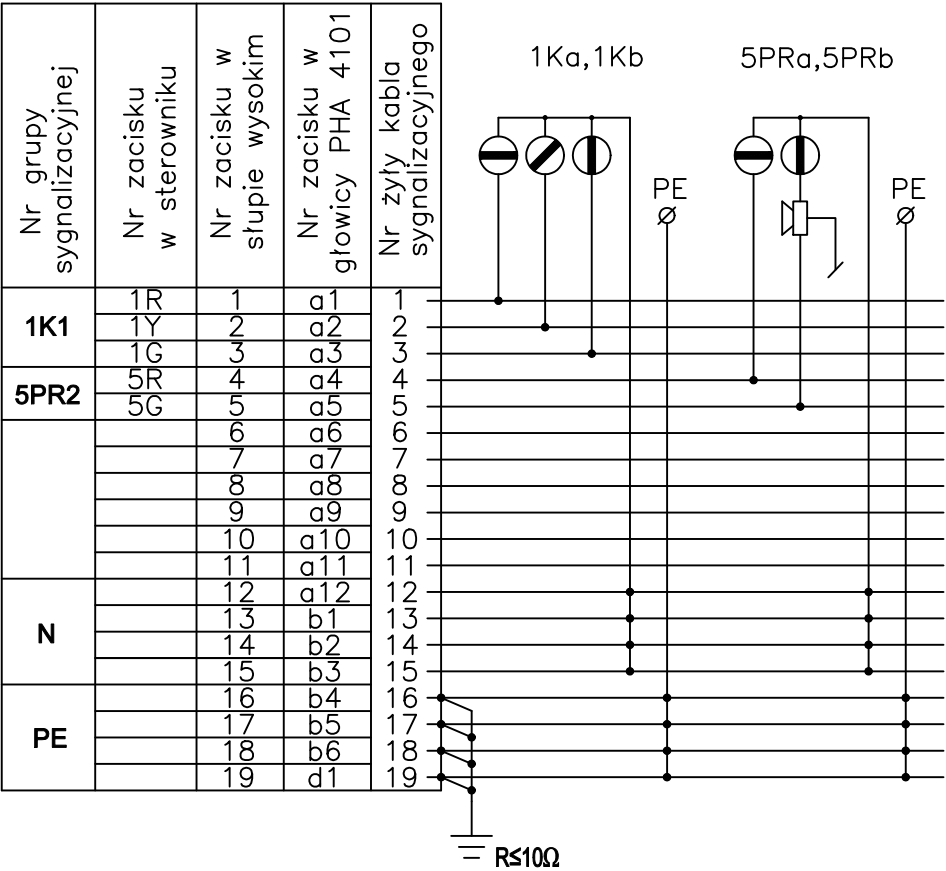 Nr grupy
sygnalizacyjnej
Nr zacisku
w sterowniku
Nr zacisku w
słupie wysokim
Nr zacisku w
głowicy PHA 4101
Nr żyły kabla
sygnalizacyjnego
1Ka,1Kb
5PRa,5PRb
PE
PE
1K1
1R 1 a1 1
1Y 2 a2 2
1G 3 a3 3
5PR2
5R 4 a4 4
5G 5 a5 5
6 a6 6
7 a7 7
8 a8 8
9 a9 9
10 a10 10
11 a11 11
N
12 a12 12
13 b1 13
14 b2 14
15 b3 15
PE
16 b4 16
17 b5 17
18 b6 18
19 d1 19
R≤10Ω